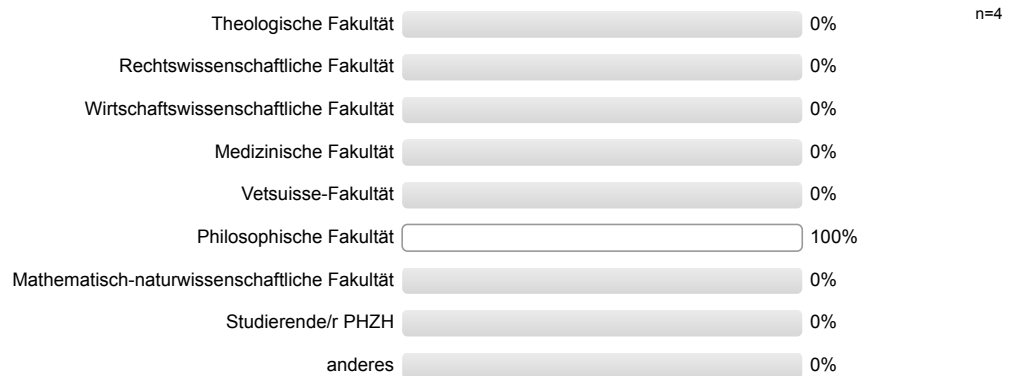 Theologische Fakultät 0% n=4
Rechtswissenschaftliche Fakultät 0%
Wirtschaftswissenschaftliche Fakultät 0%
Medizinische Fakultät 0%
Vetsuisse-Fakultät 0%
Philosophische Fakultät 100%
Mathematisch-naturwissenschaftliche Fakultät 0%
Studierende/r PHZH 0%
anderes 0%